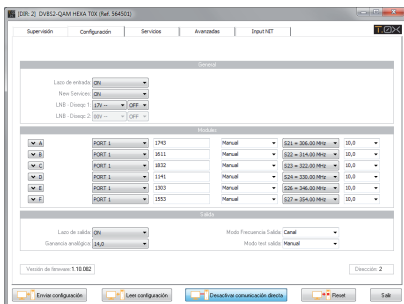 [DIR: 2] DVBS2-QAM HEXA TOX (Ref. 564501)
Supervisión Configuración Servicios Avanzadas Input NIT
T.0X
General
Lazo de entrada: ON
New Services: ON
LNB - Diseqc 1: 17V -- OFF
LNB - Diseqc 2: 00V -- OFF
Modules
A PORT 1 1743 Manual S21 = 306.00 MHz 10,0
B PORT 1 1611 Manual S22 = 314.00 MHz 10,0
C PORT 1 1832 Manual S23 = 322.00 MHz 10,0
D PORT 1 1141 Manual S24 = 330.00 MHz 10,0
E PORT 1 1303 Manual S26 = 346.00 MHz 10,0
F PORT 1 1553 Manual S27 = 354.00 MHz 10,0
Salida
Lazo de salida: ON Modo Frecuencia Salida: Canal
Ganancia analógica: 14,0 Modo test salida: Manual
Versión de firmware 1.10.082 Dirección: 2
Enviar configuración Leer configuración Desactivar comunicación directa Reset Salir